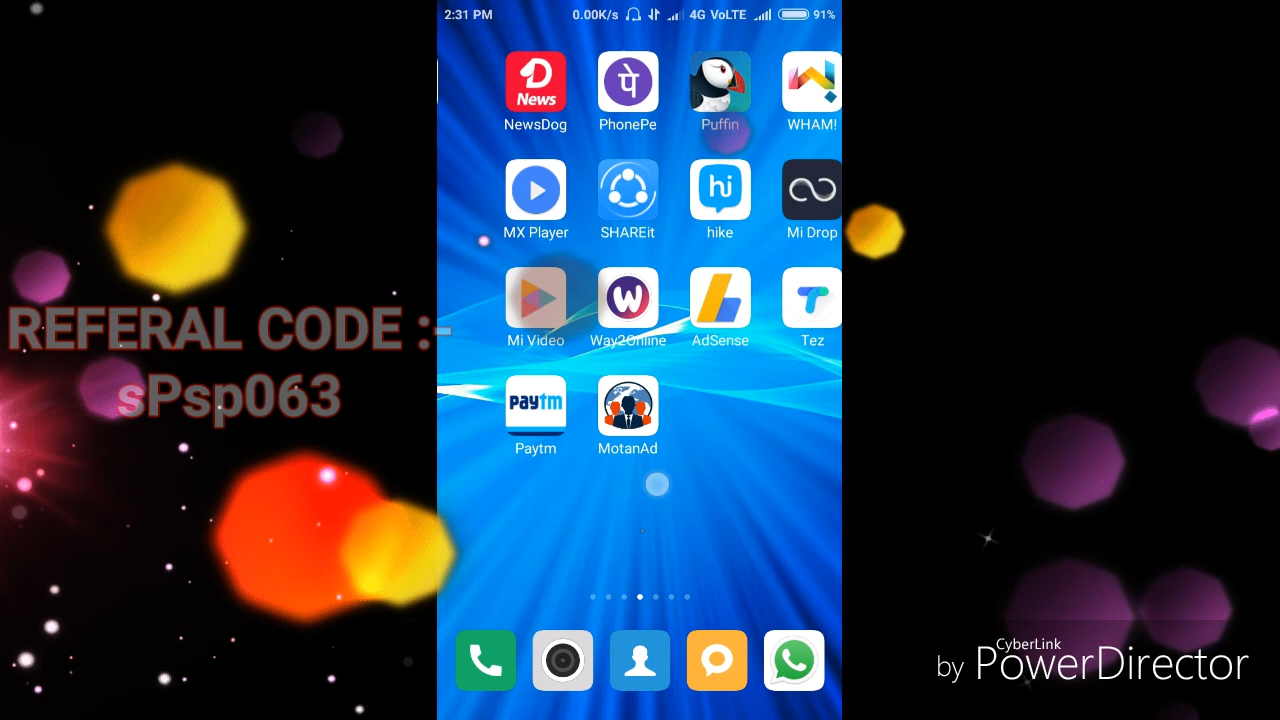 2:31 PM 0.00K/s 4G VoLTE 91%
D
News
पे
NewsDog PhonePe Puffin WHAM!
hi
MX Player SHAREit hike Mi Drop
W
Mi Video Way2Online AdSense Tez
REFERAL CODE :-
sPsp063
paytm
Paytm MotanAd
by CyberLink
PowerDirector